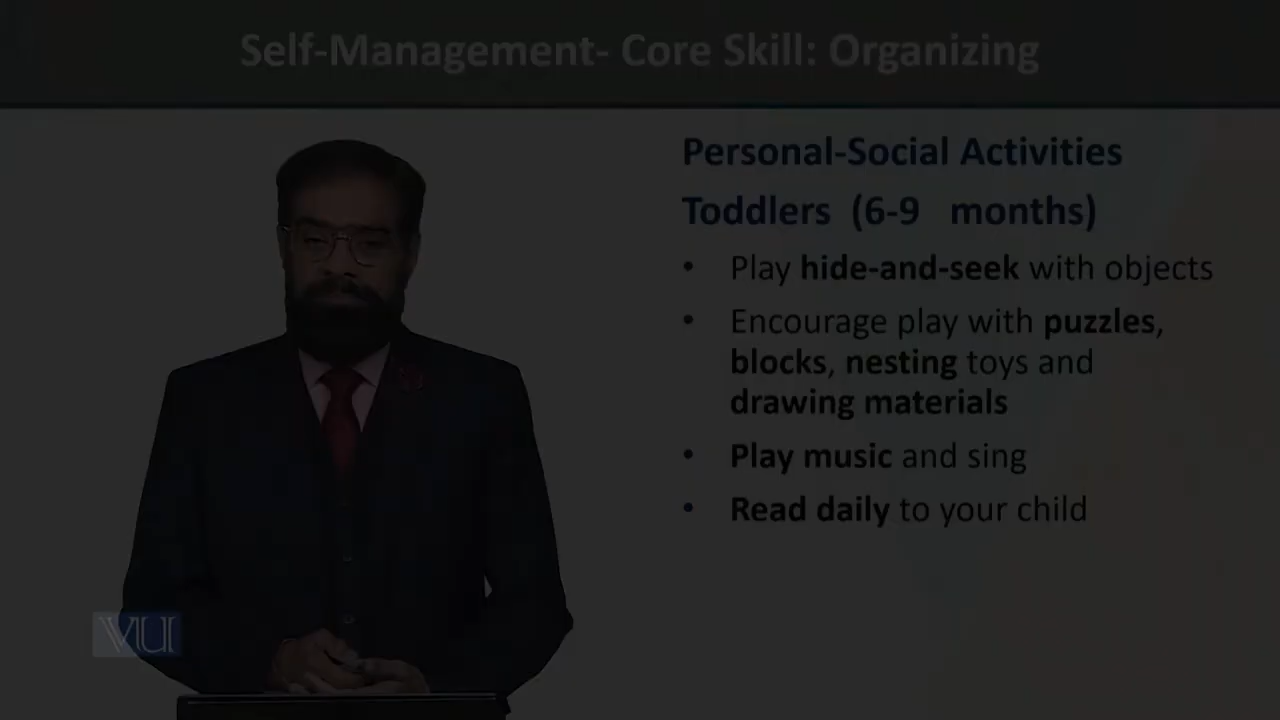 Self-Management- Core Skill: Organizing
Personal-Social Activities
Toddlers (6-9 months)
• Play hide-and-seek with objects
• Encourage play with puzzles,
blocks, nesting toys and
drawing materials
• Play music and sing
• Read daily to your child
VU